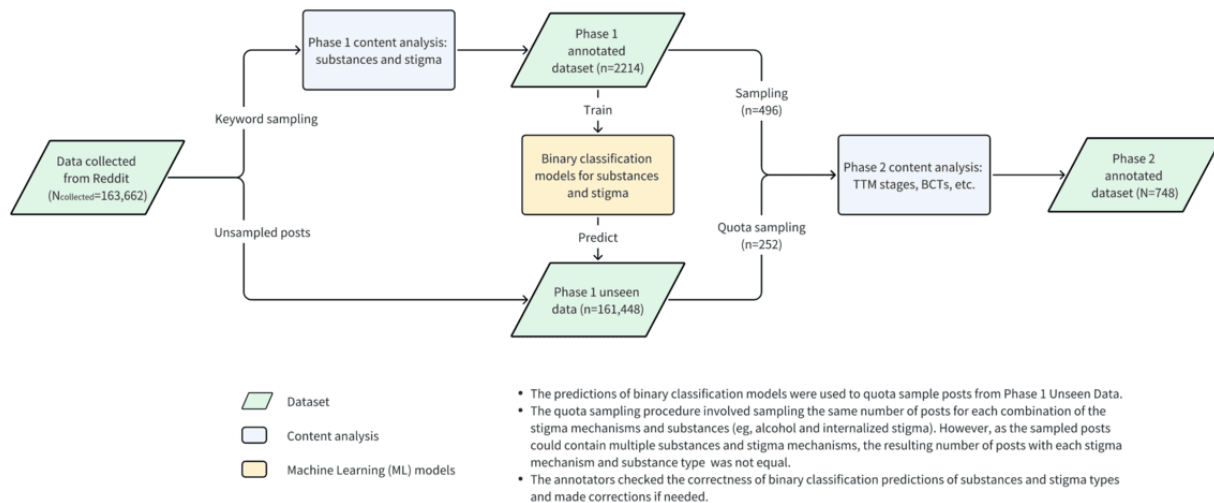 Phase 1 content analysis:
substances and stigma
Phase 1
annotated
dataset (n=2214)
Keyword sampling
Train
Sampling
(n=496)
Data collected
from Reddit
(Ncollected=163,662)
Binary classification
models for substances
and stigma
Phase 2 content analysis:
TTM stages, BCTs, etc.
Phase 2
annotated
dataset (N=748)
Unsampled posts
Predict
Quota sampling
(n=252)
Phase 1 unseen
data (n=161,448)
Dataset
Content analysis
Machine Learning (ML) models
• The predictions of binary classification models were used to quota sample posts from Phase 1 Unseen Data.
• The quota sampling procedure involved sampling the same number of posts for each combination of the
stigma mechanisms and substances (eg, alcohol and internalized stigma). However, as the sampled posts
could contain multiple substances and stigma mechanisms, the resulting number of posts with each stigma
mechanism and substance type was not equal.
• The annotators checked the correctness of binary classification predictions of substances and stigma types
and made corrections if needed.